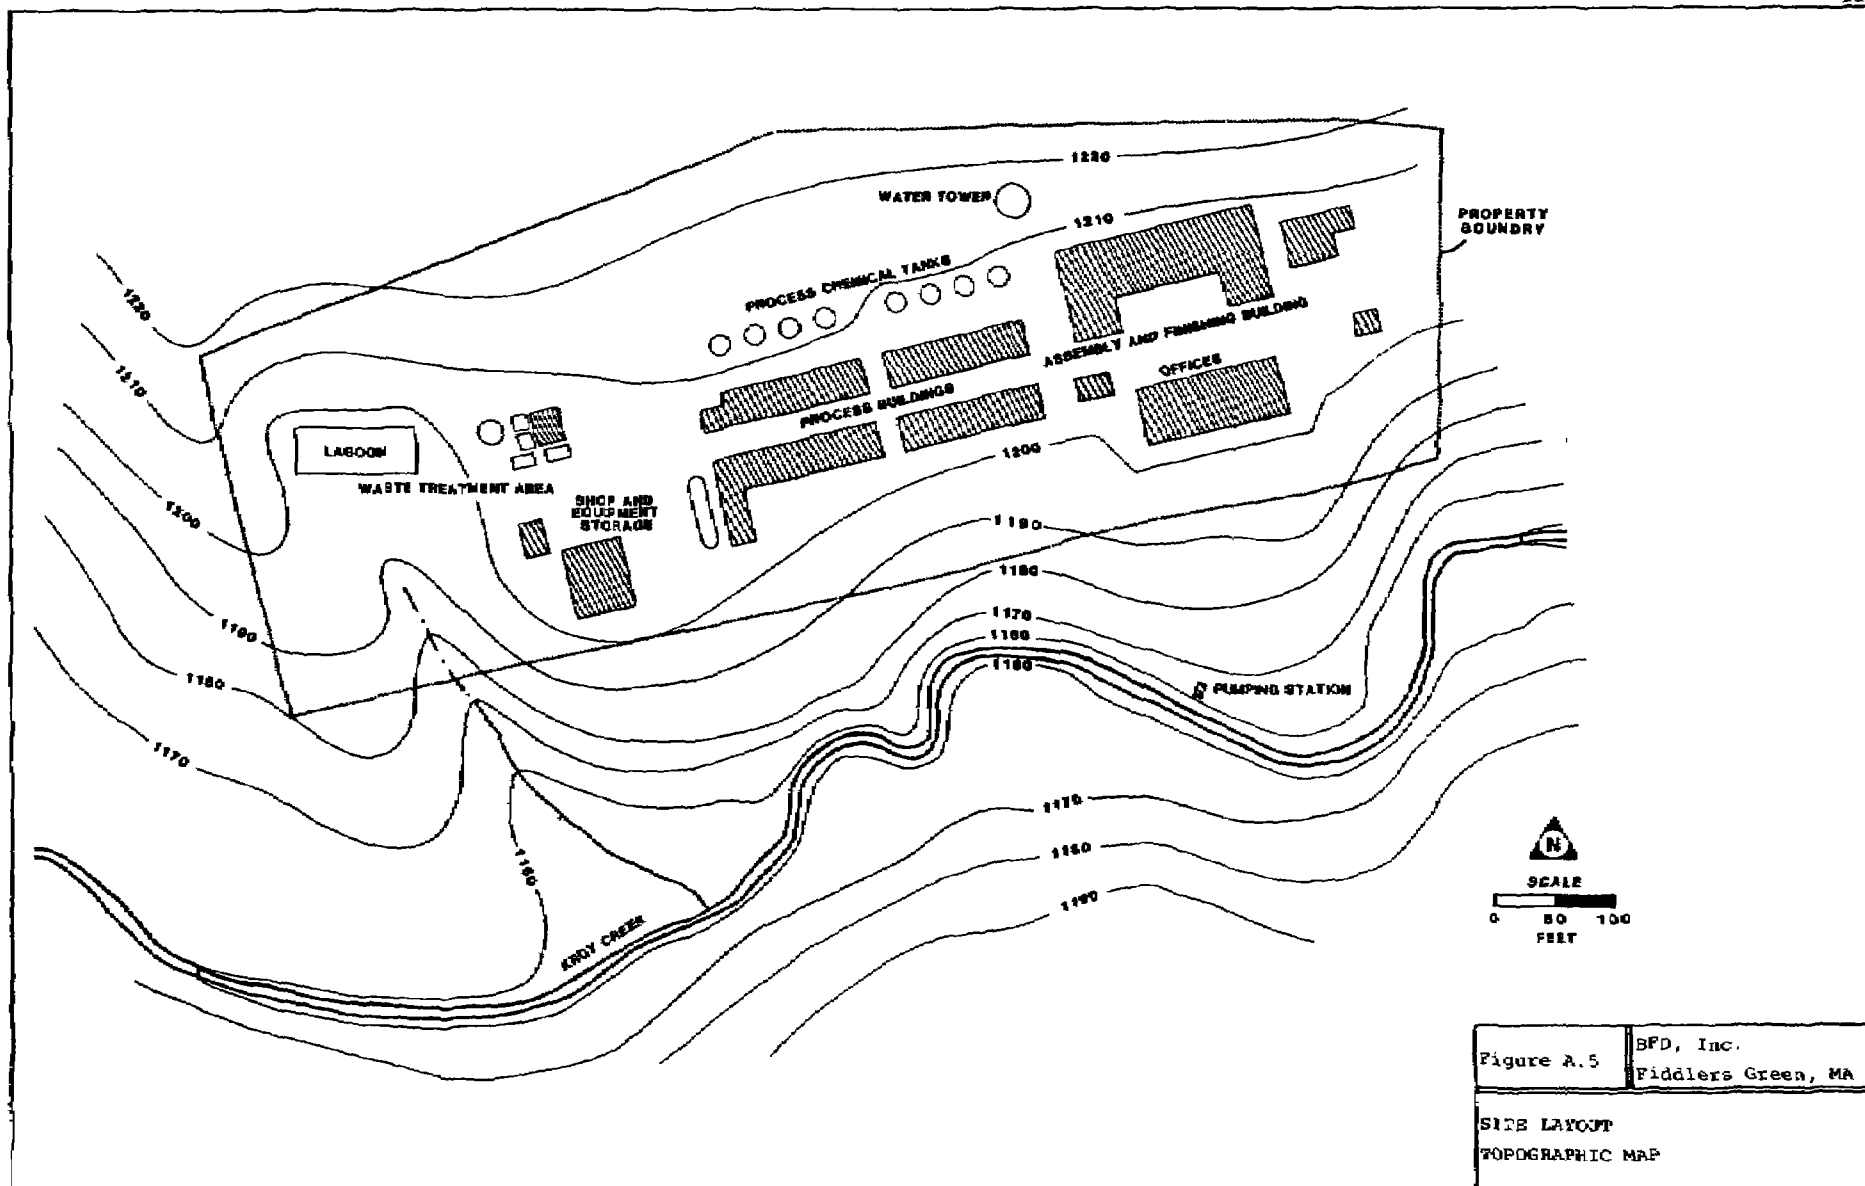 1220
WATER TOWER
1210
PROPERTY
BOUNDRY
PROCESS CHEMICAL TANKS
1220
1210
ASSEMBLY AND FINISHING BUILDING
OFFICES
PROCESS BUILDINGS
LAGOON
WASTE TREATMENT AREA
1200
SHOP AND
EQUIPMENT
STORAGE
1200
1190
1180
1190
1170
1160
1160
1180
PUMPING STATION
1170
1170
1180
1160
1190
ANDY CREEK
N
SCALE
0 50 100
FEET
Figure A.5
BFD, Inc.
Fiddlers Green, MA
SITE LAYOUT
TOPOGRAPHIC MAP